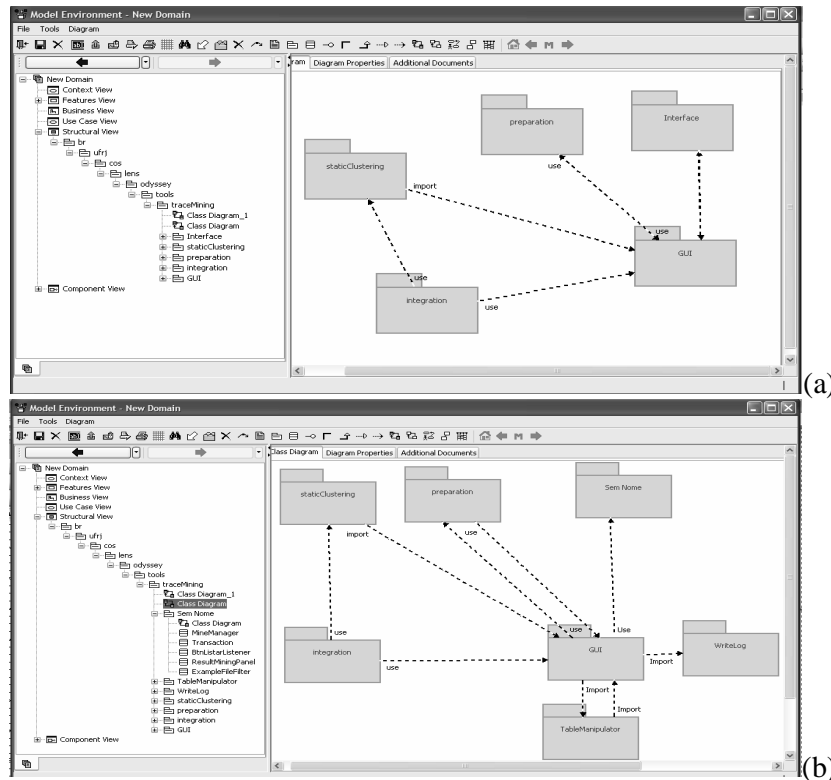 Model Environment - New Domain
File Tools Diagram
M
New Domain
Context View
Features View
Business View
Use Case View
Structural View
br
ufrj
cos
lens
odyssey
tools
traceMining
Class Diagram_1
Class Diagram
Interface
staticClustering
preparation
integration
GUI
Component View
ram Diagram Properties Additional Documents
preparation
Interface
staticClustering
import
use
use
GUI
use
integration
use
(a)
Model Environment - New Domain
File Tools Diagram
M
New Domain
Context View
Features View
Business View
Use Case View
Structural View
br
ufrj
cos
lens
odyssey
tools
traceMining
Class Diagram_1
Class Diagram
Sem Nome
Class Diagram
MineManager
Transaction
BtnListarListener
ResultMiningPanel
ExampleFileFilter
TableManipulator
WriteLog
staticClustering
preparation
integration
GUI
Component View
Class Diagram Diagram Properties Additional Documents
staticClustering
preparation
Sem Nome
import
use
use
use
Use
integration
GUI
WriteLog
use
Import
Import
Import
TableManipulator
(b)